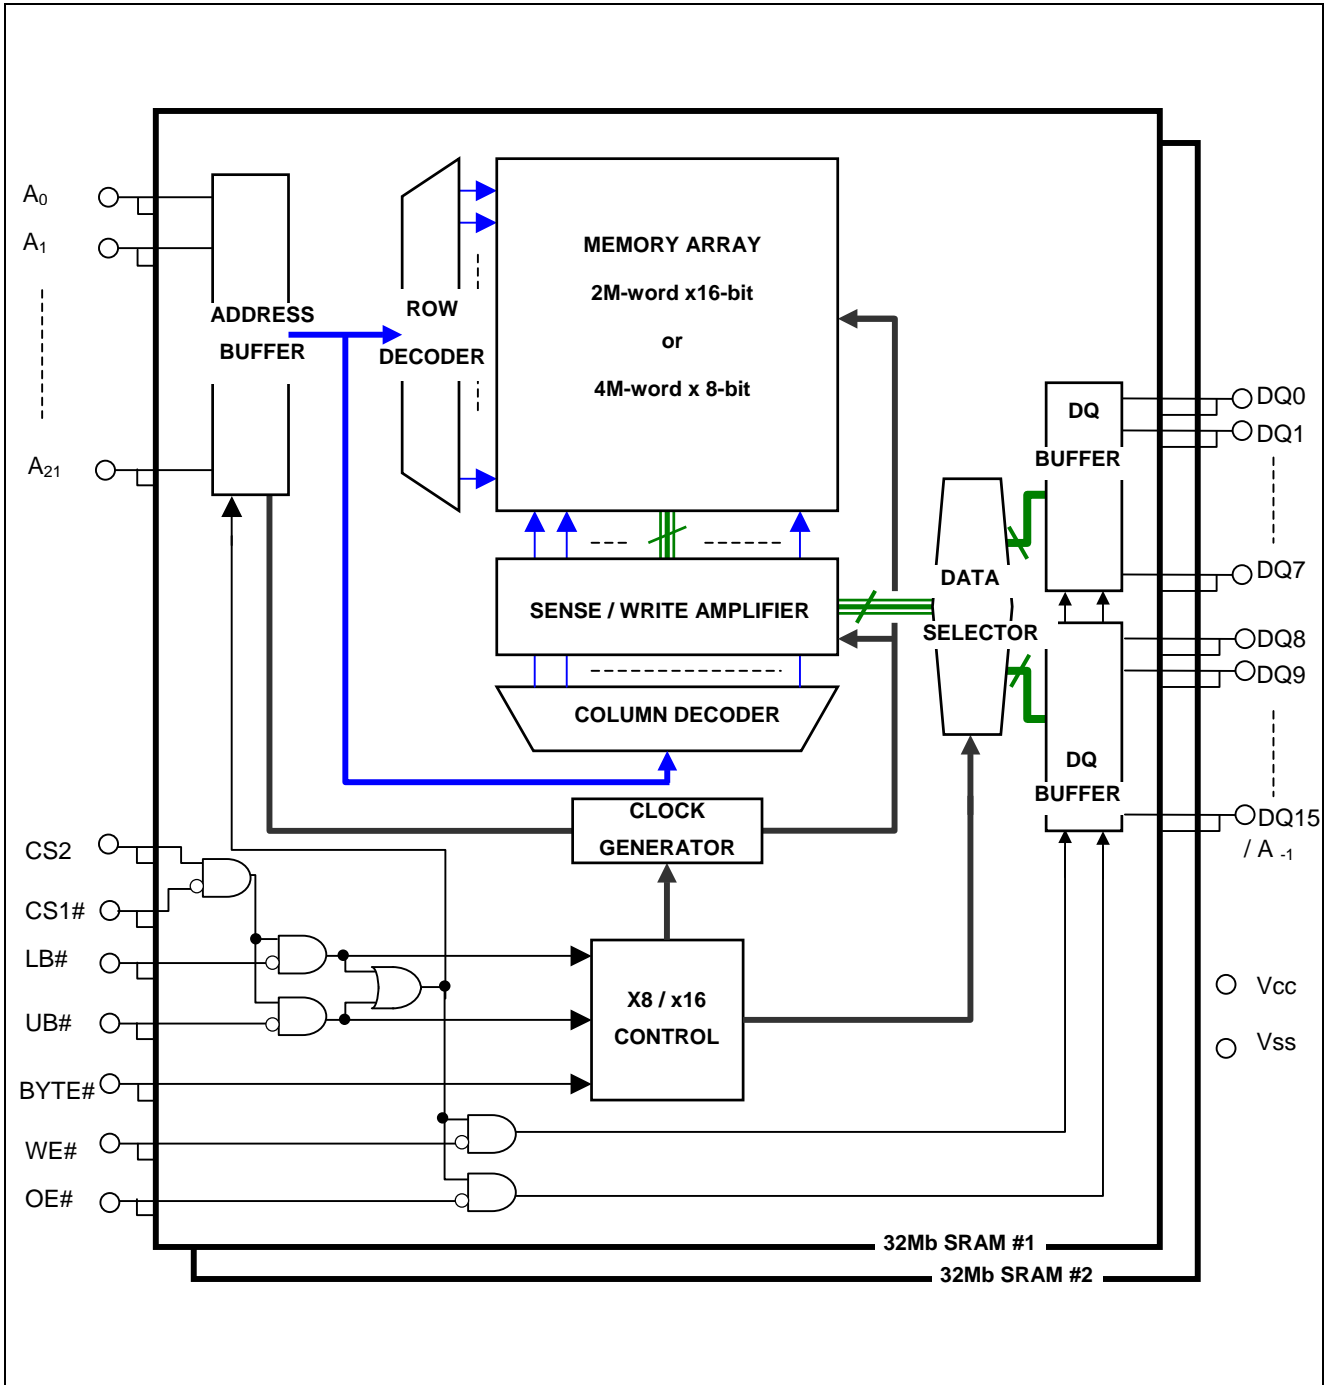 A0
A1
A21
ADDRESS
BUFFER
ROW
DECODER
MEMORY ARRAY
2M-word x16-bit
or
4M-word x 8-bit
SENSE / WRITE AMPLIFIER
COLUMN DECODER
CLOCK
GENERATOR
DATA
SELECTOR
DQ
BUFFER
DQ
BUFFER
DQ0
DQ1
DQ7
DQ8
DQ9
DQ15
/ A -1
CS2
CS1#
LB#
UB#
BYTE#
WE#
OE#
X8 / x16
CONTROL
Vcc
Vss
32Mb SRAM #1
32Mb SRAM #2